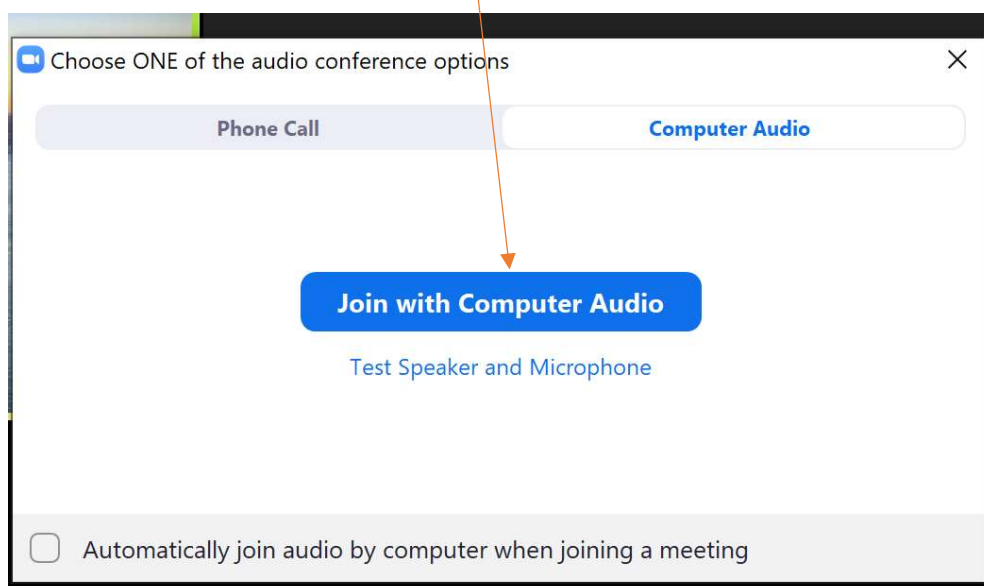 Choose ONE of the audio conference options
Phone Call
Computer Audio
Join with Computer Audio
Test Speaker and Microphone
Automatically join audio by computer when joining a meeting